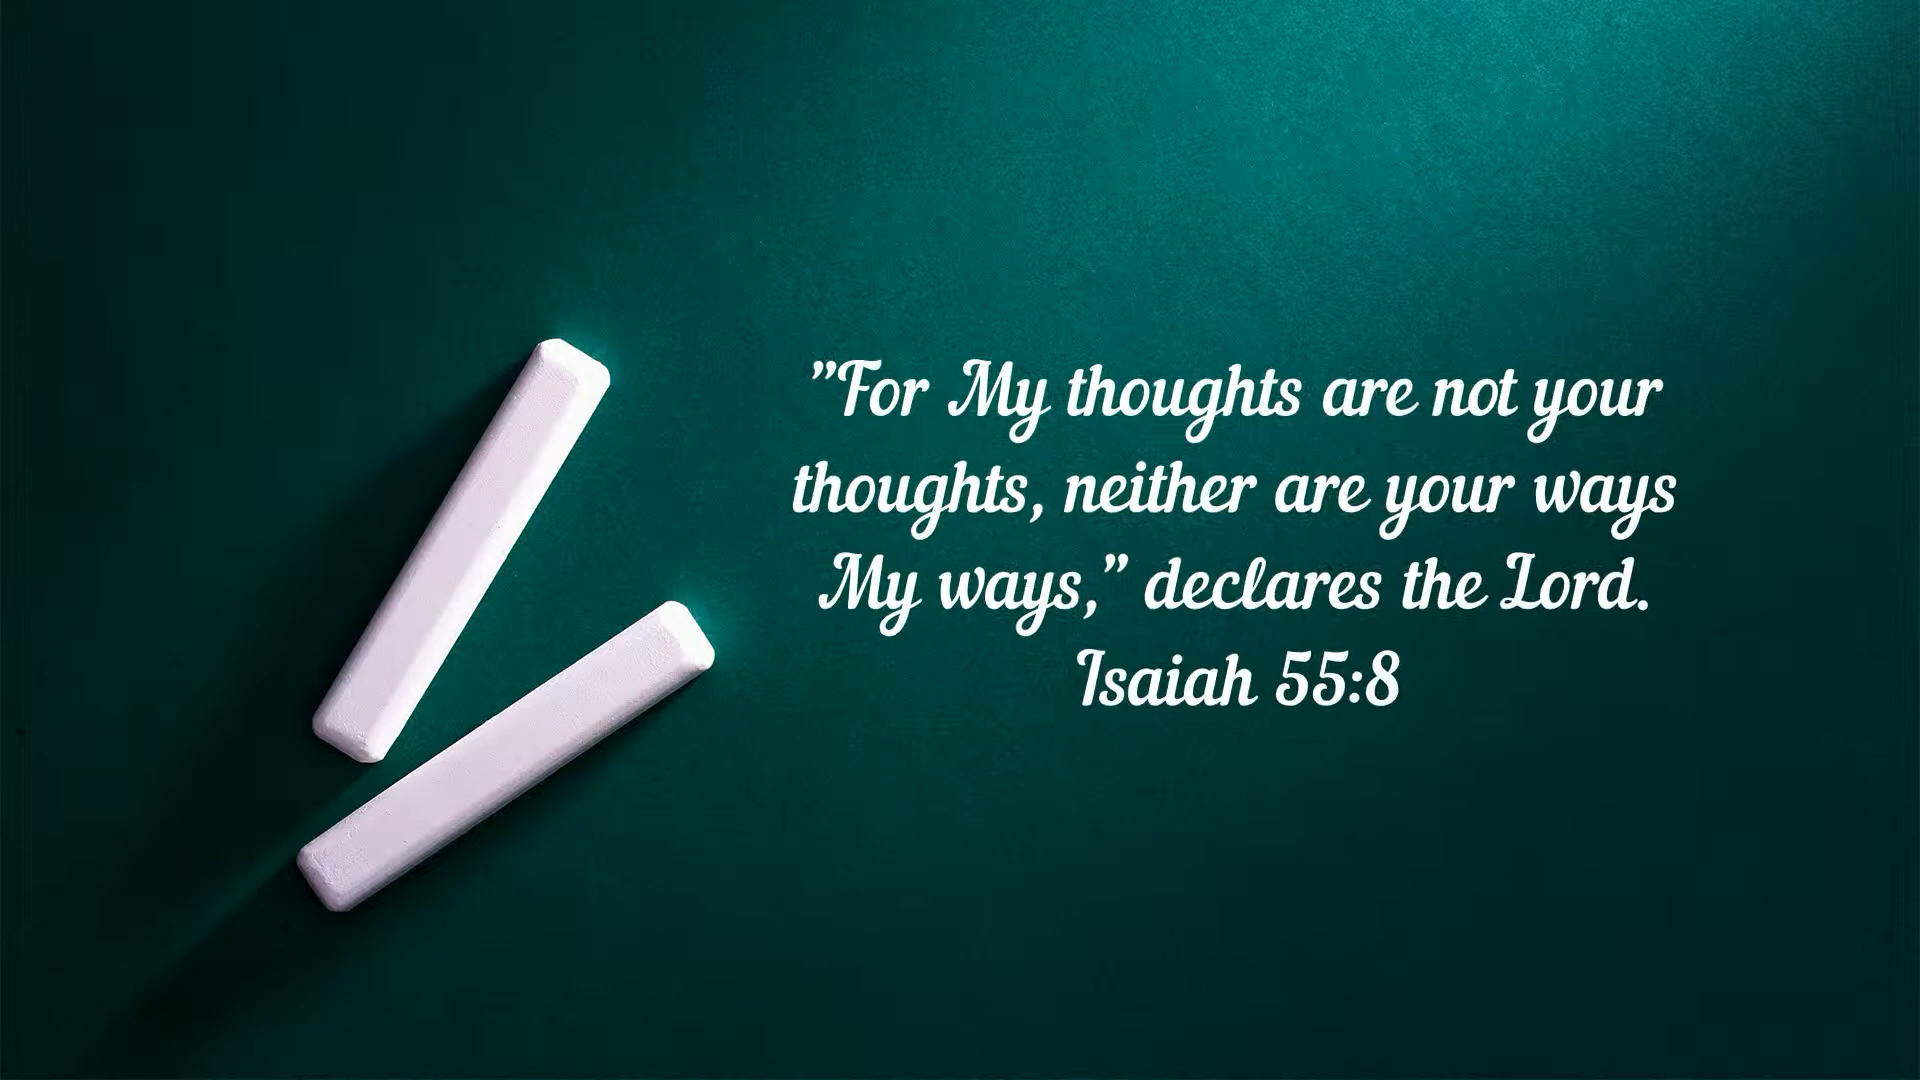 ”For My thoughts are not your
thoughts, neither are your ways
My ways,” declares the Lord.
Isaiah 55:8